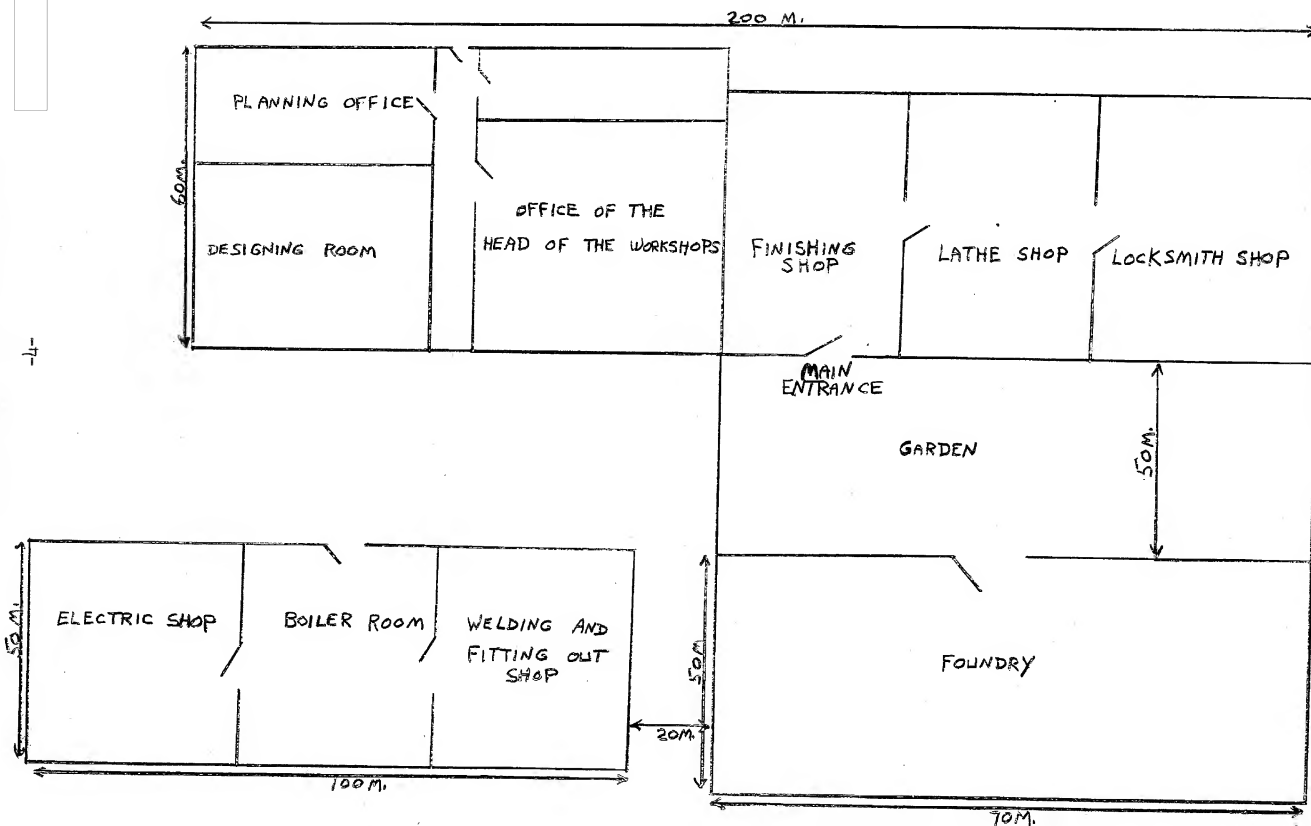 200 M.
PLANNING OFFICE
60M.
OFFICE OF THE
HEAD OF THE WORKSHOPS
DESIGNING ROOM
FINISHING
SHOP
LATHE SHOP
LOCKSMITH SHOP
-4-
MAIN
ENTRANCE
GARDEN
50M.
ELECTRIC SHOP
BOILER ROOM
WELDING AND
FITTING OUT
SHOP
50M.
50M
FOUNDRY
20M.
100M.
70M.